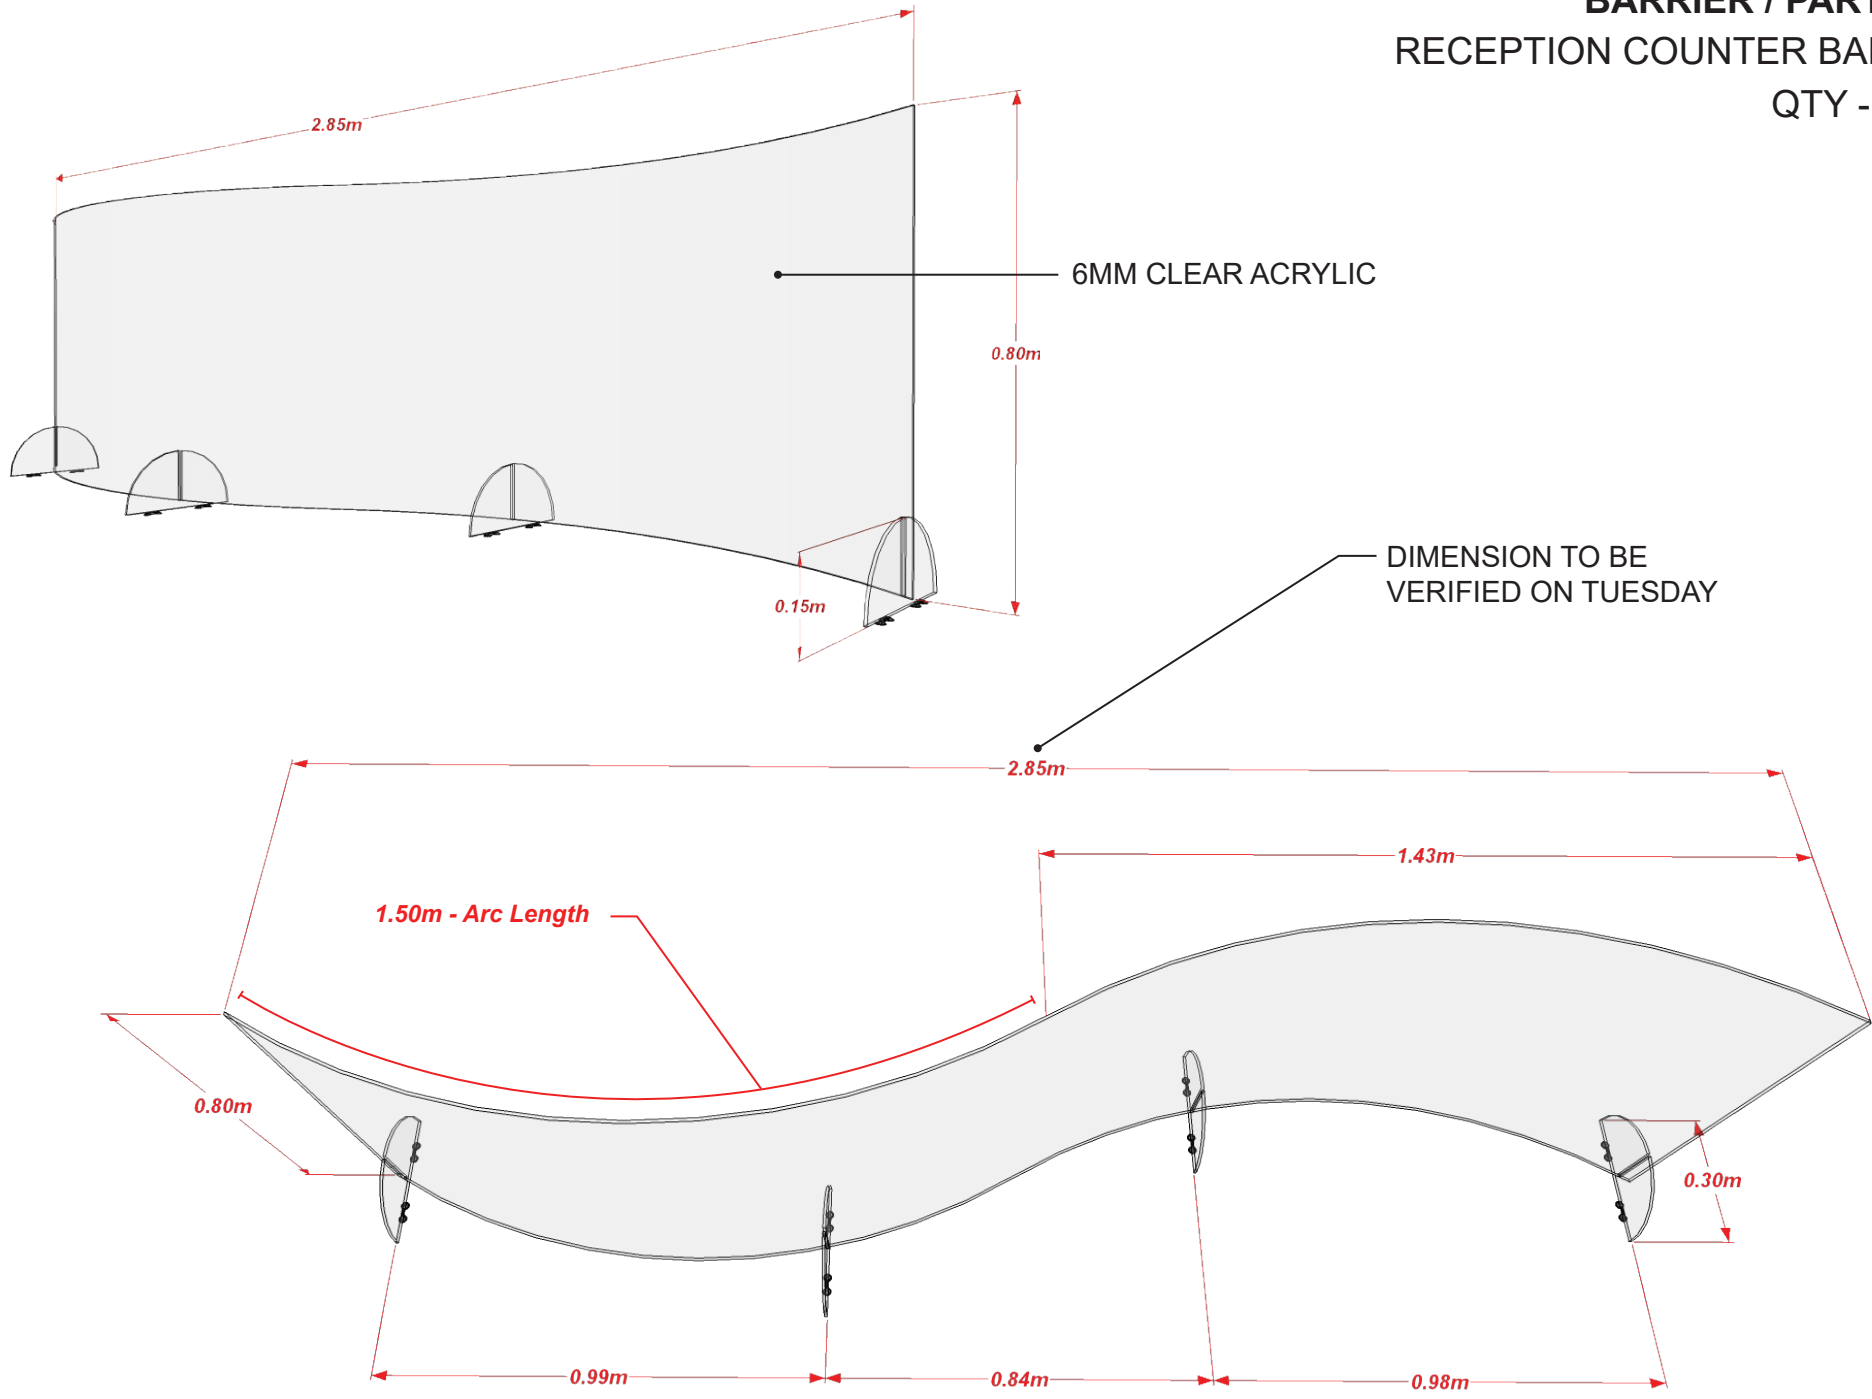 BARRIER /
RECEPTION COUNTER
QTY -
2.85m
6MM CLEAR ACRYLIC
0.80m
0.15m
DIMENSION TO BE
VERIFIED ON TUESDAY
2.85m
1.43m
1.50m - Arc Length
0.80m
0.30m
0.99m
0.84m
0.98m